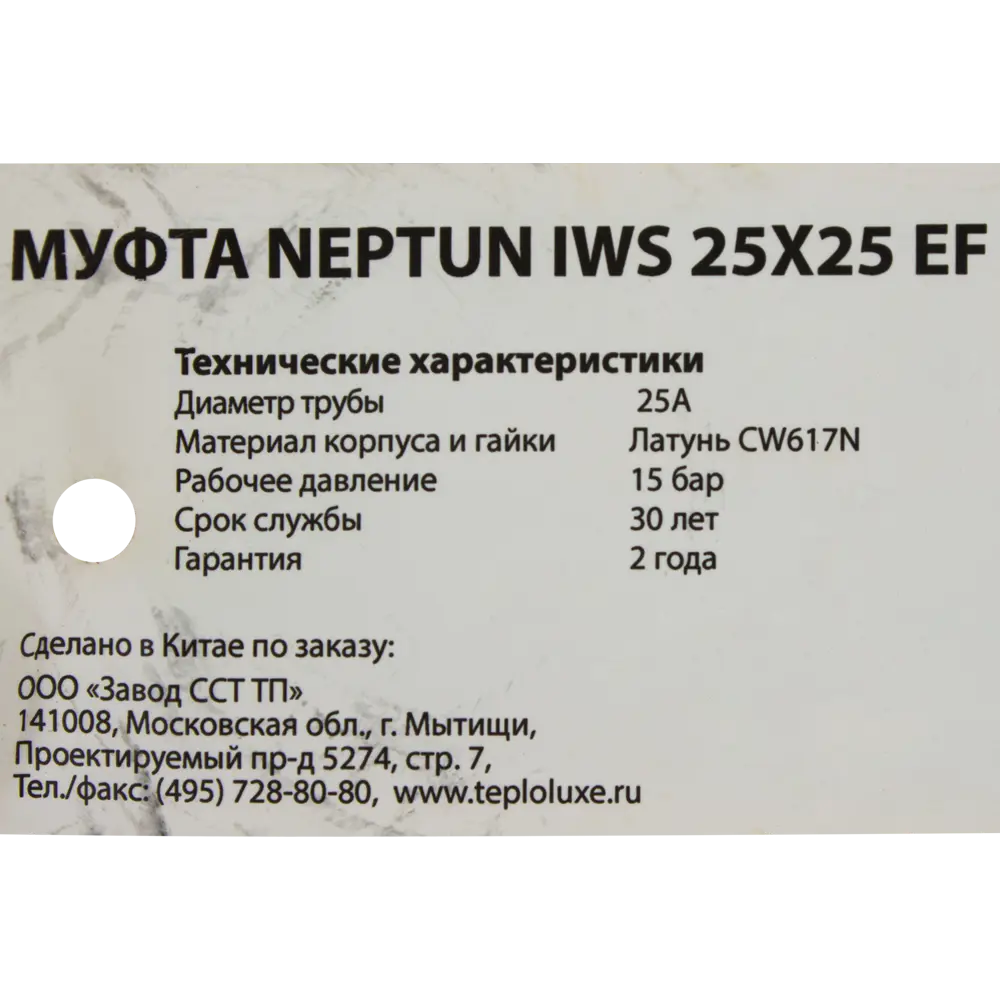 МУФТА NEPTUN IWS 25X25 EF
Технические характеристики
Диаметр трубы 25А
Материал корпуса и гайки Латунь CW617N
Рабочее давление 15 бар
Срок службы 30 лет
Гарантия 2 года
Сделано в Китае по заказу:
ООО «Завод ССТ ТП»
141008, Московская обл., г. Мытищи,
Проектируемый пр-д 5274, стр. 7,
Тел./факс: (495) 728-80-80, www.teploluxe.ru